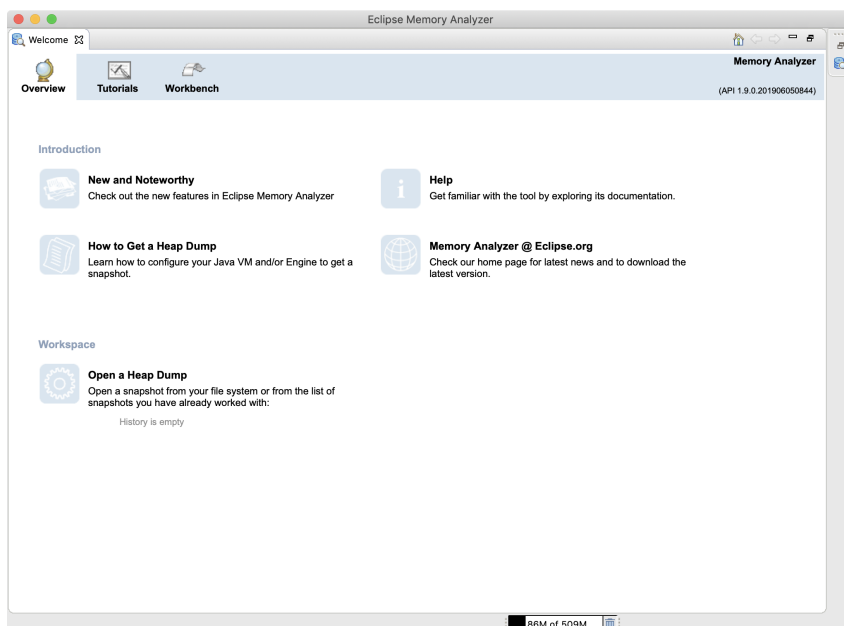 Eclipse Memory Analyzer
Welcome
Overview
Tutorials
Workbench
Memory Analyzer
(API 1.9.0.201906050844)
Introduction
New and Noteworthy
Check out the new features in Eclipse Memory Analyzer
Help
Get familiar with the tool by exploring its documentation.
How to Get a Heap Dump
Learn how to configure your Java VM and/or Engine to get a
snapshot.
Memory Analyzer @ Eclipse.org
Check our home page for latest news and to download the
latest version.
Workspace
Open a Heap Dump
Open a snapshot from your file system or from the list of
snapshots you have already worked with:
History is empty
86M of 509M